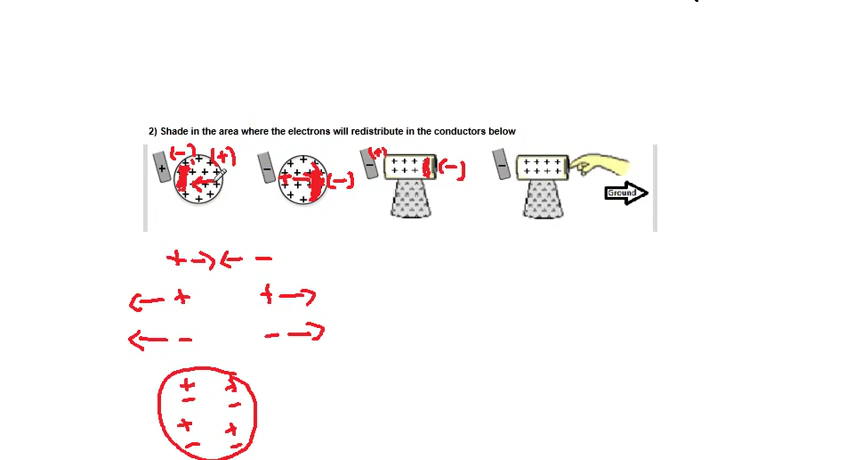 2) Shade in the area where the electrons will redistribute in the conductors below
(-) (+) (-) (+) (-)
+ - - -
+ + + +
+ + + +
Ground
+ → ← -
← + + →
← - - →
+ +
- -
+ +
- -